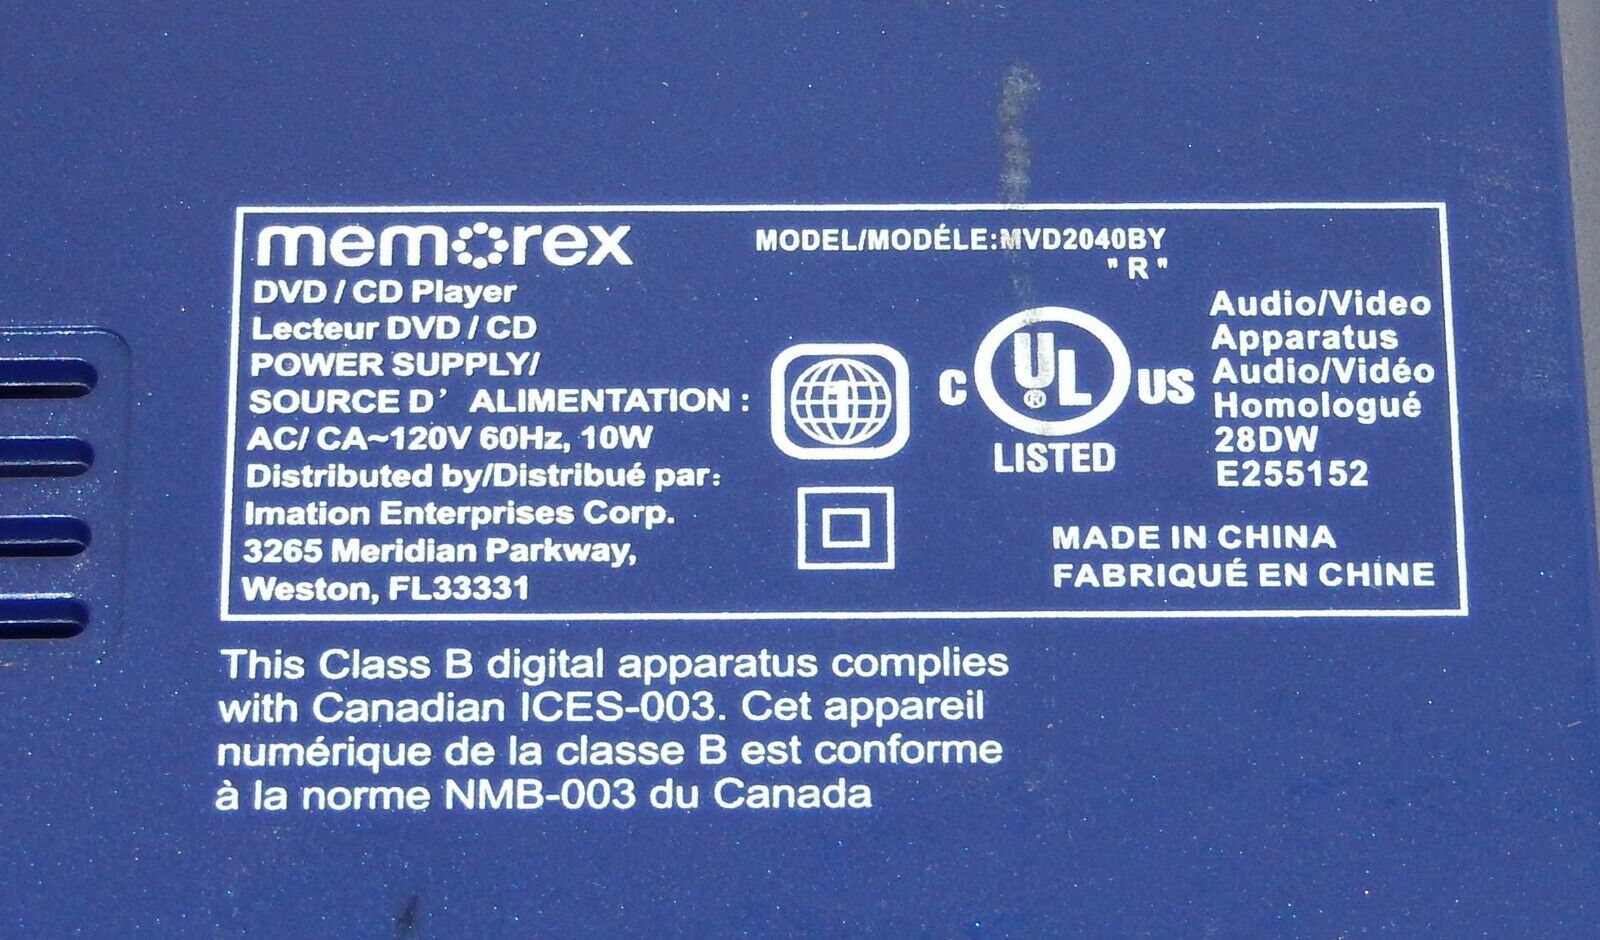 memorex
DVD / CD Player
Lecteur DVD / CD
POWER SUPPLY/
SOURCE D' ALIMENTATION :
AC/ CA~120V 60Hz, 10W
Distributed by/Distribué par:
Imation Enterprises Corp.
3265 Meridian Parkway,
Weston, FL33331
MODEL/MODÉLE:MVD2040BY
"R"
1
C UL® US
LISTED
Audio/Video
Apparatus
Audio/Vidéo
Homologué
28DW
E255152
MADE IN CHINA
FABRIQUÉ EN CHINE
This Class B digital apparatus complies
with Canadian ICES-003. Cet appareil
numérique de la classe B est conforme
à la norme NMB-003 du Canada